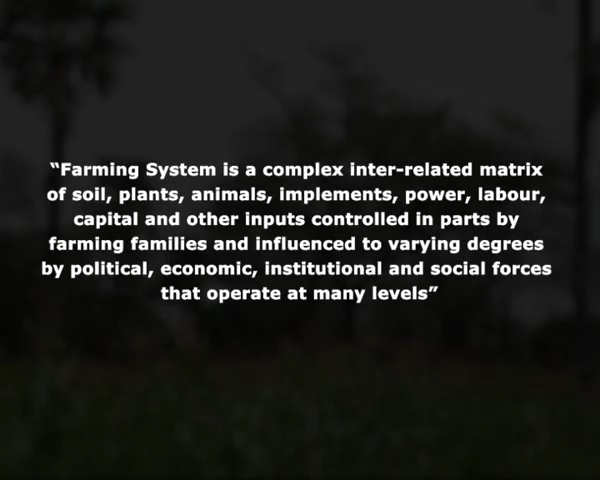 “Farming System is a complex inter-related matrix
of soil, plants, animals, implements, power, labour,
capital and other inputs controlled in parts by
farming families and influenced to varying degrees
by political, economic, institutional and social forces
that operate at many levels”